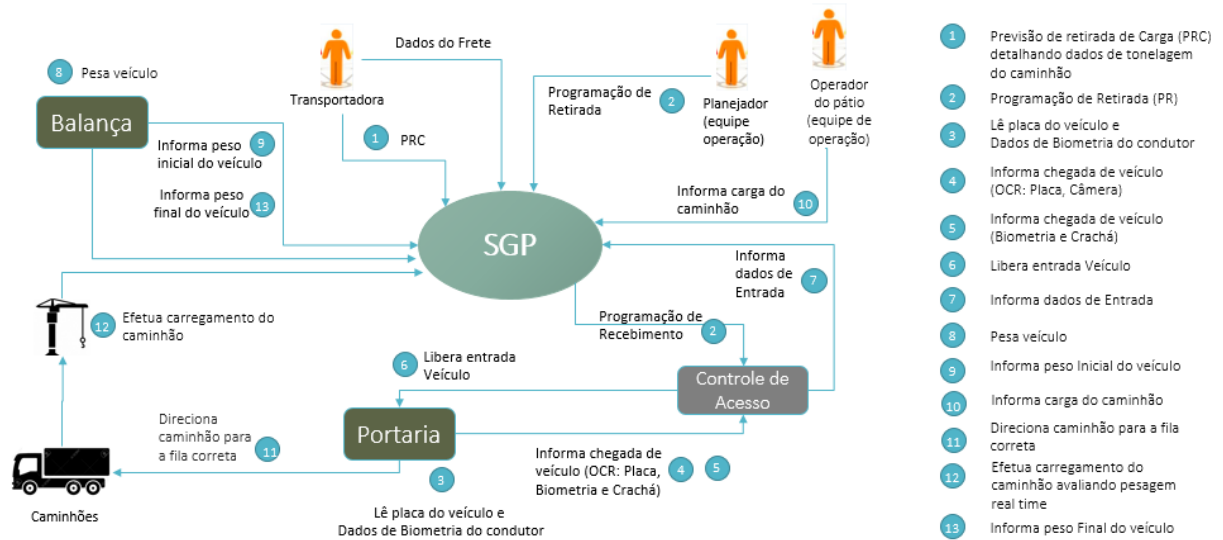 Dados do Frete
8
Pesa veículo
Balança
Informa peso
inicial do veículo
9
Informa peso
final do veículo
13
Transportadora
1
PRC
Programação de
Retirada
2
Planejador
(equipe
operação)
Operador
do pátio
(equipe de
operação)
Informa carga do
caminhão
10
SGP
Informa
dados de
Entrada
7
12
Efetua carregamento do
caminhão
Programação de
Recebimento
2
6
Libera entrada
Veículo
Controle de
Acesso
Portaria
Direciona
caminhão para
a fila correta
11
Informa chegada de
veículo (OCR: Placa,
Biometria e Crachá)
4
5
3
Lê placa do veículo e
Dados de Biometria do condutor
Caminhões
1
Previsão de retirada de Carga (PRC)
detalhando dados de tonelagem
do caminhão
2
Programação de Retirada (PR)
3
Lê placa do veículo e
Dados de Biometria do condutor
4
Informa chegada de veículo
(OCR: Placa, Câmera)
5
Informa chegada de veículo
(Biometria e Crachá)
6
Libera entrada Veículo
7
Informa dados de Entrada
8
Pesa veículo
9
Informa peso Inicial do veículo
10
Informa carga do caminhão
11
Direciona caminhão para a fila
correta
12
Efetua carregamento do
caminhão avaliando pesagem
real time
13
Informa peso Final do veículo